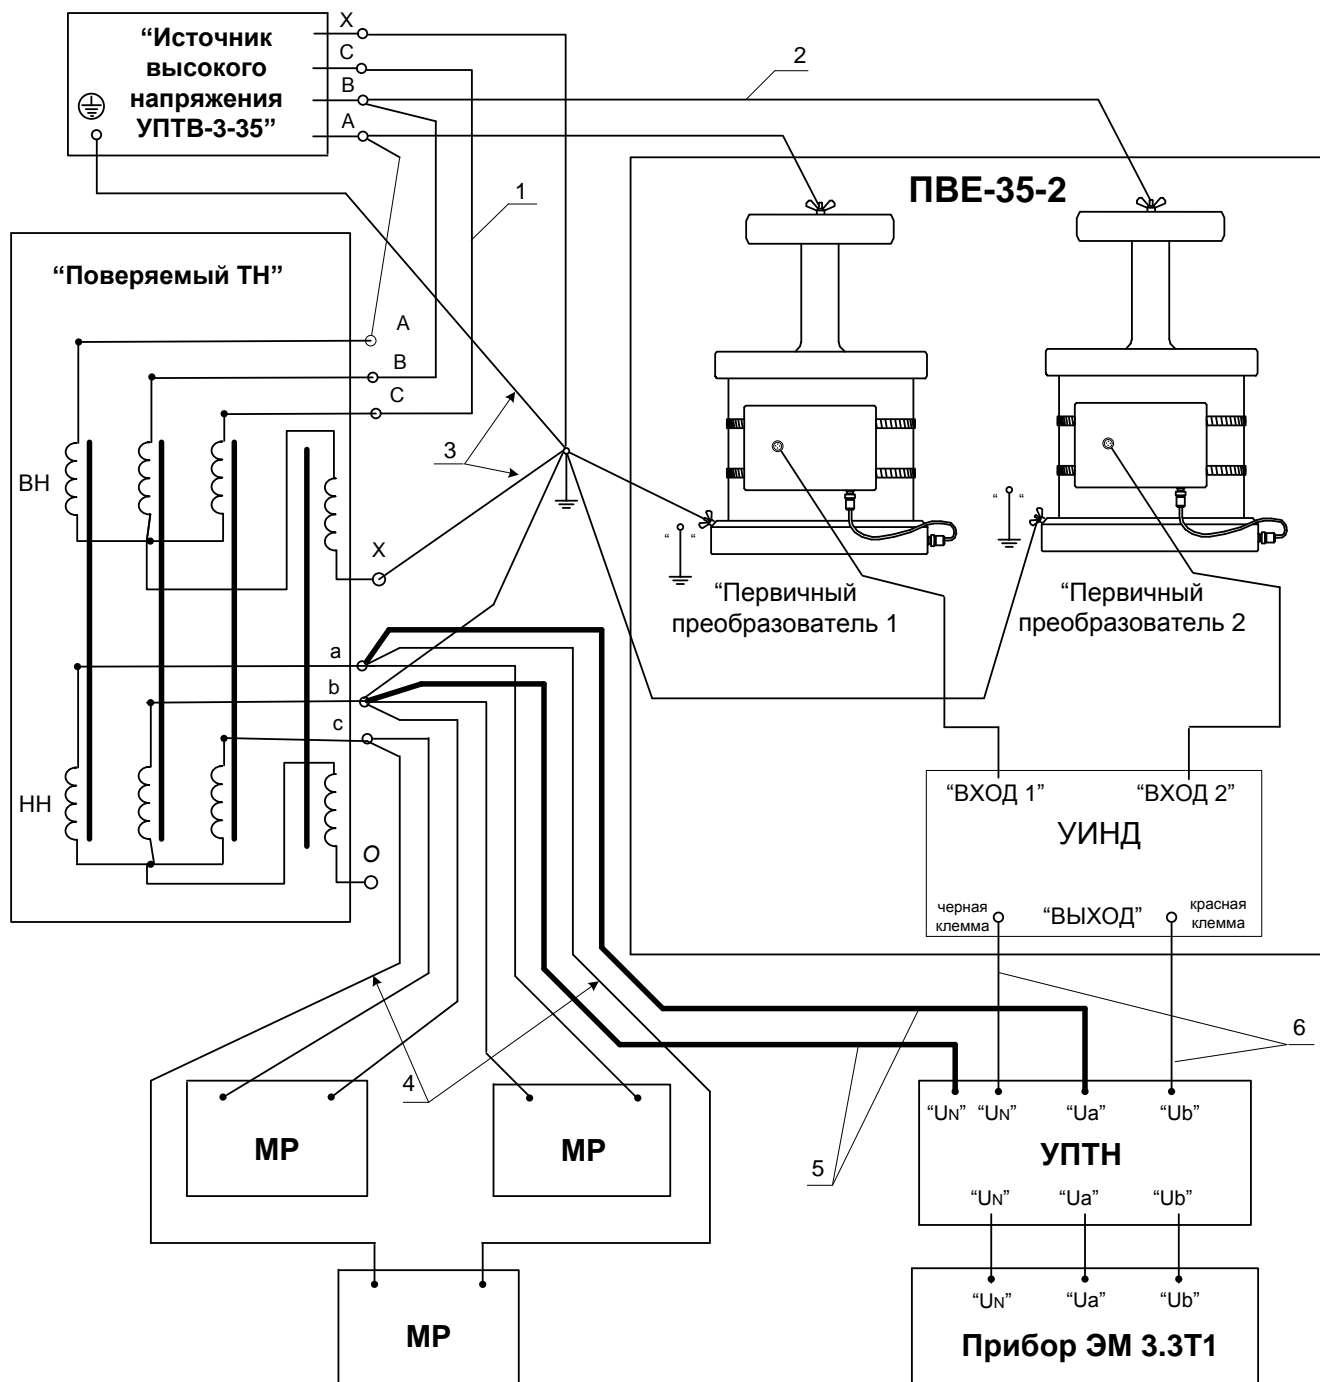 “Источник
высокого
напряжения
УПТВ-3-35”
X
C
B
A
2
1
ПВЕ-35-2
“Поверяемый ТН”
A
B
C
3
ВН
X
“ “
“ “
“Первичный
преобразователь 1
“Первичный
преобразователь 2
a
b
c
НН
O
“ВХОД 1”
“ВХОД 2”
УИНД
черная
клемма
“ВЫХОД”
красная
клемма
4
5
6
МР
МР
МР
“UN”
“UN”
“Ua”
“Ub”
УПТН
“UN”
“Ua”
“Ub”
“UN”
“Ua”
“Ub”
Прибор ЭМ 3.3Т1